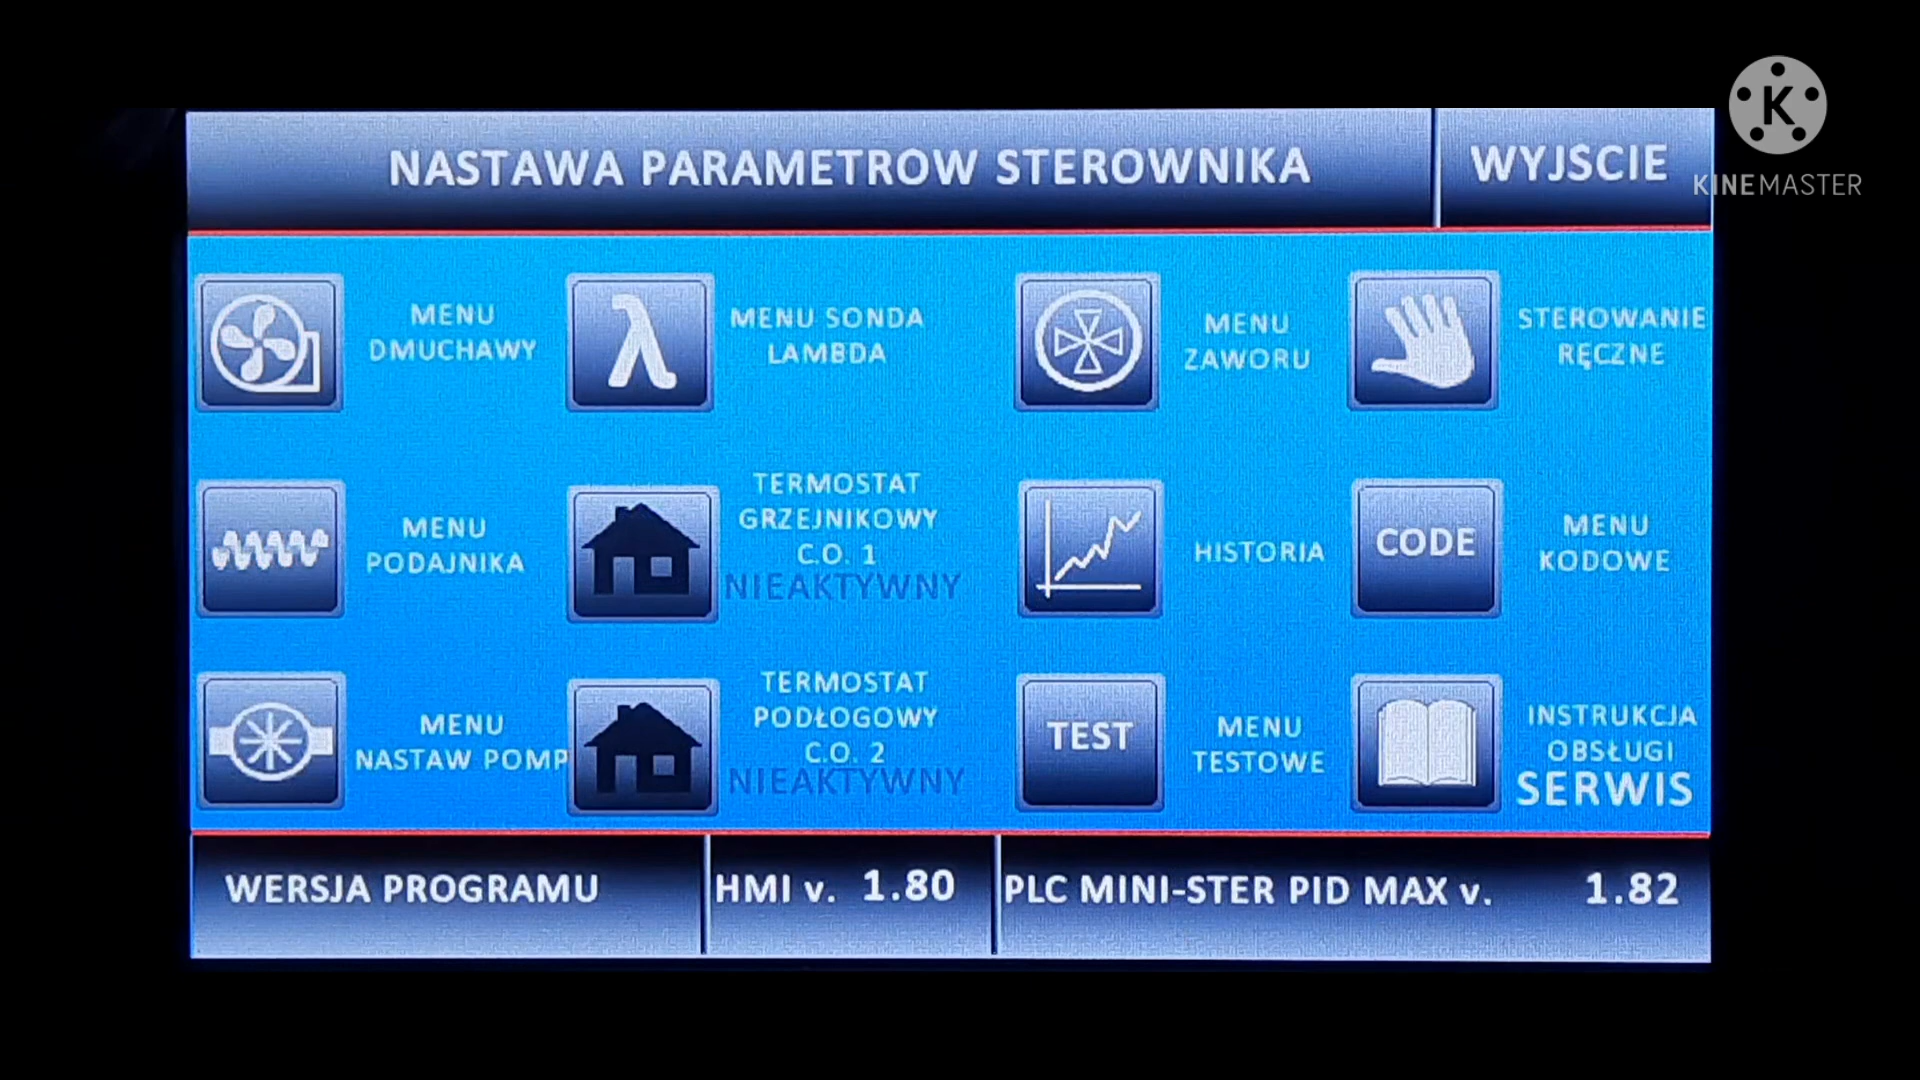 NASTAWA PARAMETROW STEROWNIKA
WYJSCIE
K
KINEMASTER
MENU
DMUCHAWY
MENU SONDA
LAMBDA
MENU
ZAWORU
STEROWANIE
RĘCZNE
MENU
PODAJNIKA
TERMOSTAT
GRZEJNIKOWY
C.O. 1
NIEAKTYWNY
HISTORIA
CODE
MENU
KODOWE
MENU
NASTAW POMP
TERMOSTAT
PODŁOGOWY
C.O. 2
NIEAKTYWNY
TEST
MENU
TESTOWE
INSTRUKCJA
OBSŁUGI
SERWIS
WERSJA PROGRAMU
HMI v. 1.80
PLC MINI-STER PID MAX v. 1.82